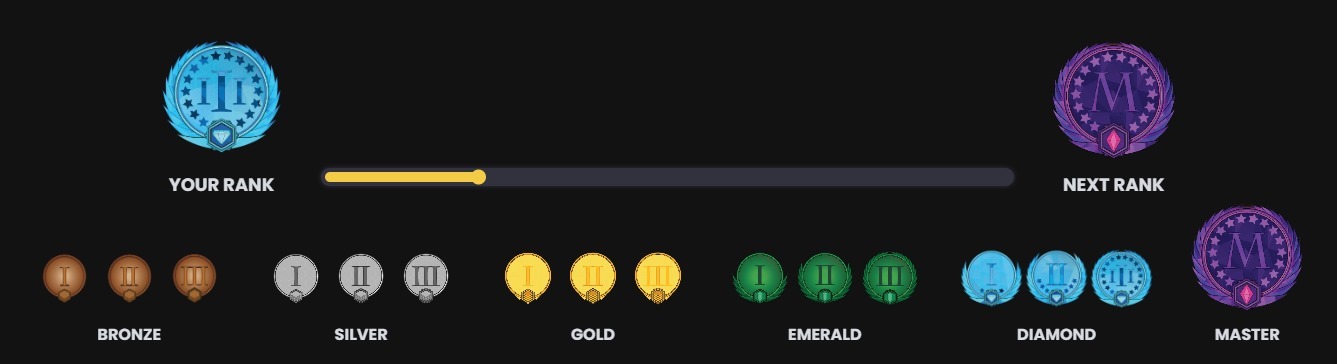 III
M
YOUR RANK
NEXT RANK
I II III
I II III
I II III
I II III
I II III
M
BRONZE
SILVER
GOLD
EMERALD
DIAMOND
MASTER